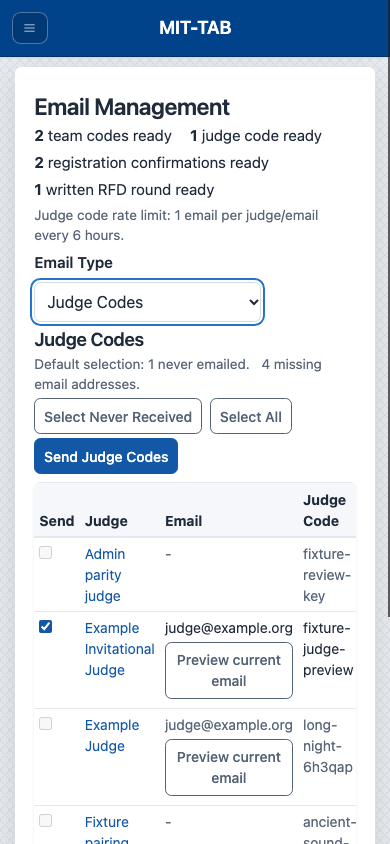 MIT-TAB
Email Management
2 team codes ready 1 judge code ready
2 registration confirmations ready
1 written RFD round ready
Judge code rate limit: 1 email per judge/email
every 6 hours.
Email Type
Judge Codes
Judge Codes
Default selection: 1 never emailed. 4 missing
email addresses.
Select Never Received Select All
Send Judge Codes
Send Judge Email Judge
Code
Admin
parity
judge
-
fixture-
review-
key
Example
Invitational
Judge
judge@example.org
Preview current
email
fixture-
judge-
preview
Example
Judge
judge@example.org
Preview current
email
long-
night-
6h3qap
Fixture
pairing
-
ancient-
sound-